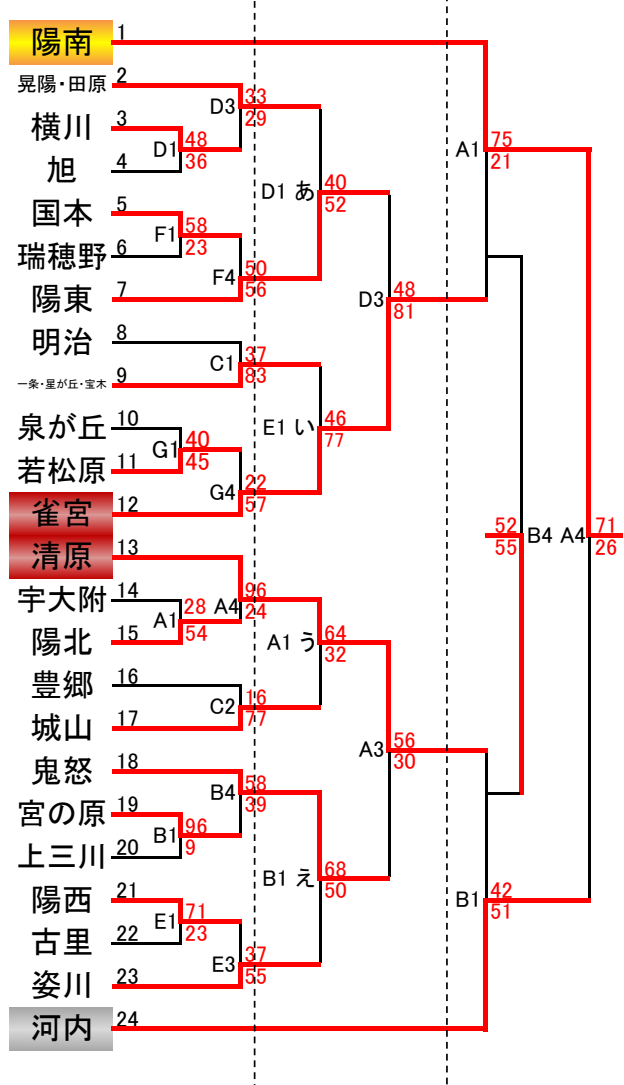 陽南 1
晃陽・田原 2
33
D3
29
横川 3
48
D1
36
旭 4
75
A1
21
国本 5
58
F1
23
40
D1 あ
52
瑞穂野 6
50
F4
56
陽東 7
48
D3
81
明治 8
37
C1
83
一条・星が丘・宝木 9
泉が丘 10
46
E1 い
77
40
G1
45
若松原 11
22
G4
57
雀宮 12
52
B4
55
71
A4
26
清原 13
宇大附 14
96
A4
24
28
A1
54
陽北 15
64
A1 う
32
豊郷 16
16
C2
77
城山 17
56
A3
30
鬼怒 18
58
B4
39
宮の原 19
96
B1
9
上三川 20
68
B1 え
50
陽西 21
71
E1
23
42
B1
51
古里 22
37
E3
55
姿川 23
河内 24